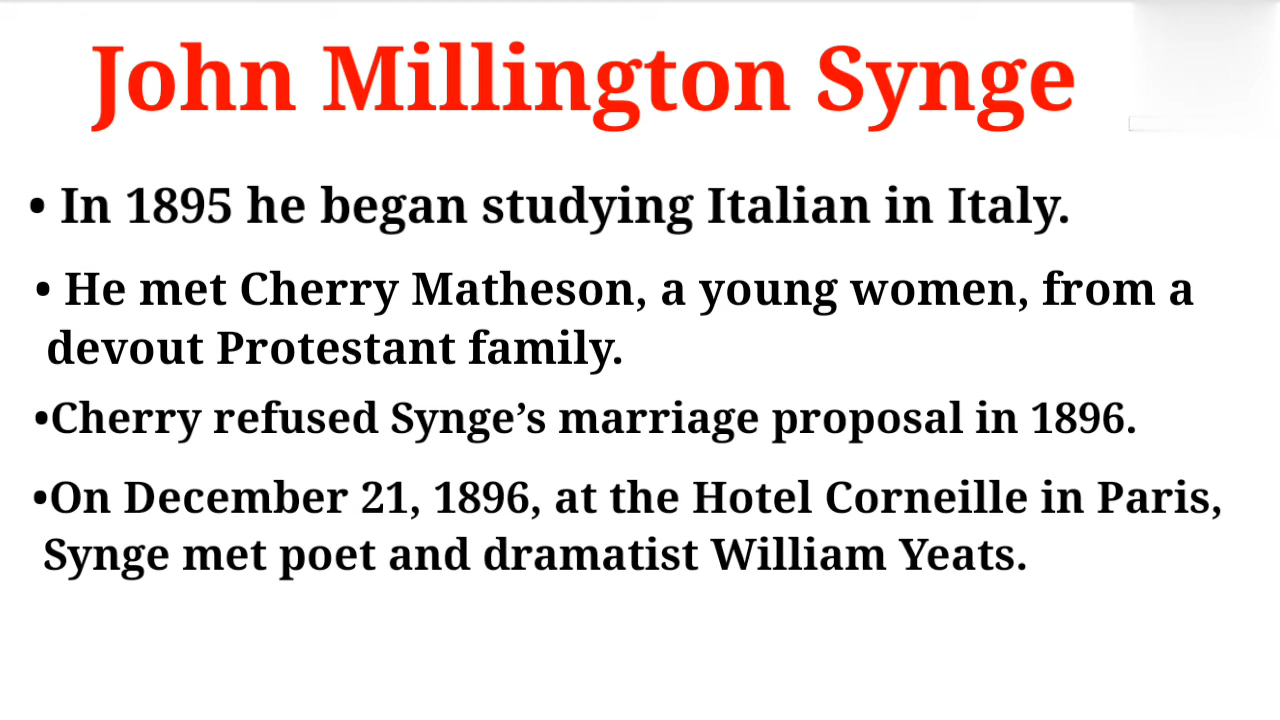 John Millington Synge
• In 1895 he began studying Italian in Italy.
• He met Cherry Matheson, a young women, from a
devout Protestant family.
•Cherry refused Synge’s marriage proposal in 1896.
•On December 21, 1896, at the Hotel Corneille in Paris,
Synge met poet and dramatist William Yeats.